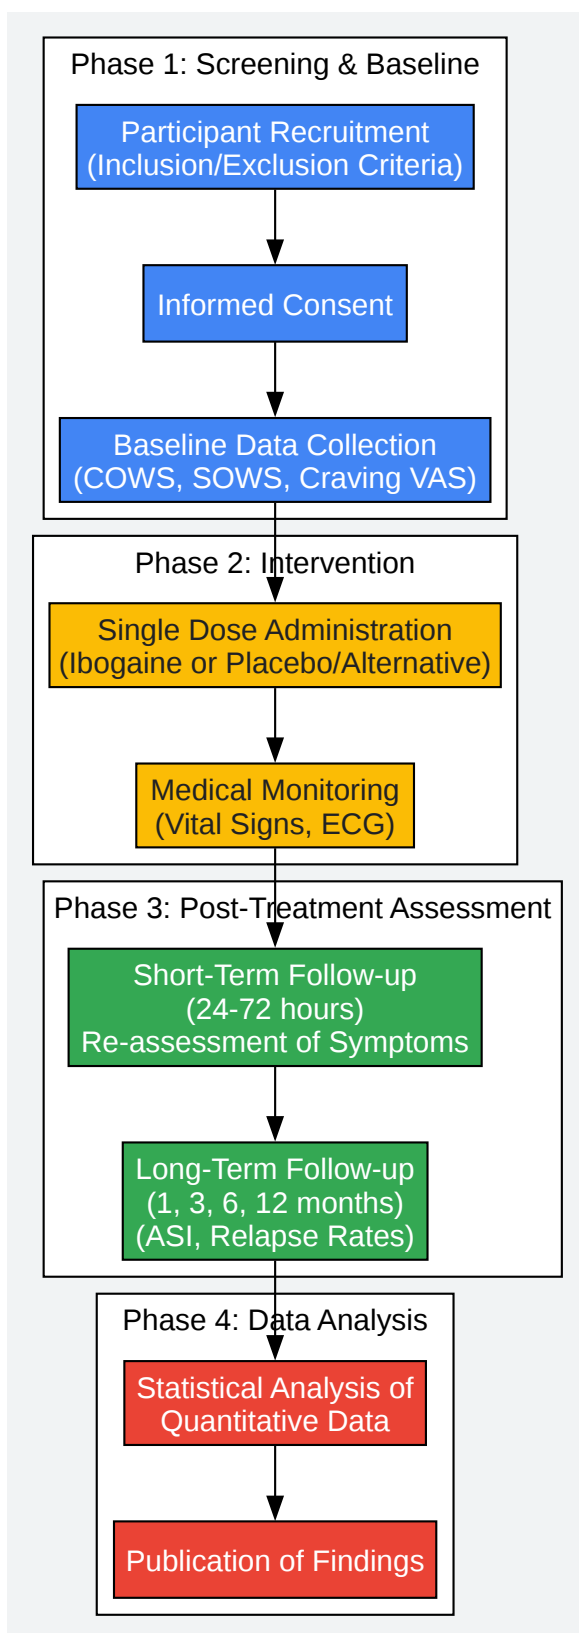 Phase 1: Screening & Baseline
Participant Recruitment
(Inclusion/Exclusion Criteria)
Informed Consent
Baseline Data Collection
(COWS, SOWS, Craving VAS)
Phase 2: Intervention
Single Dose Administration
(Ibogaine or Placebo/Alternative)
Medical Monitoring
(Vital Signs, ECG)
Phase 3: Post-Treatment Assessment
Short-Term Follow-up
(24-72 hours)
Re-assessment of Symptoms
Long-Term Follow-up
(1, 3, 6, 12 months)
(ASI, Relapse Rates)
Phase 4: Data Analysis
Statistical Analysis of
Quantitative Data
Publication of Findings